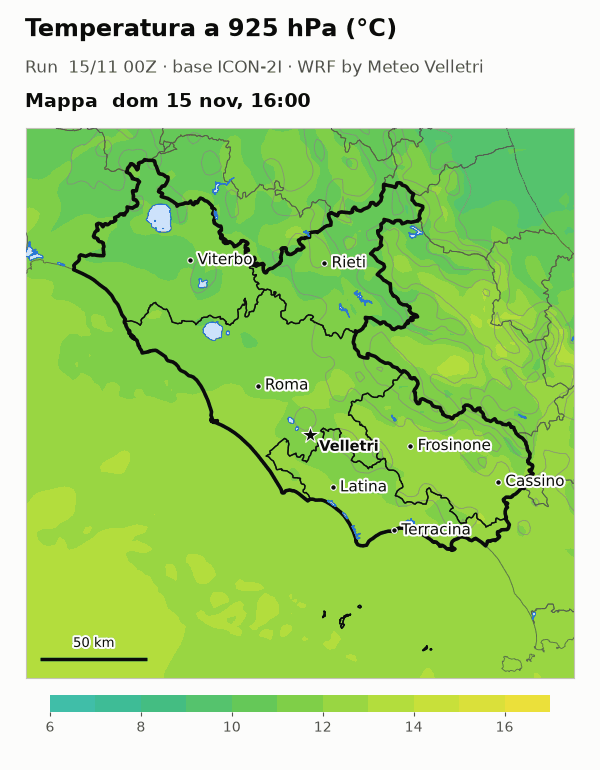 Temperatura a 925 hPa (°C)
Run  15/11 00Z · base ICON-2I · WRF by Meteo Velletri
Mappa  dom 15 nov, 16:00
Viterbo
Rieti
Roma
Velletri
Frosinone
Cassino
Latina
Terracina
50 km
6 8 10 12 14 16